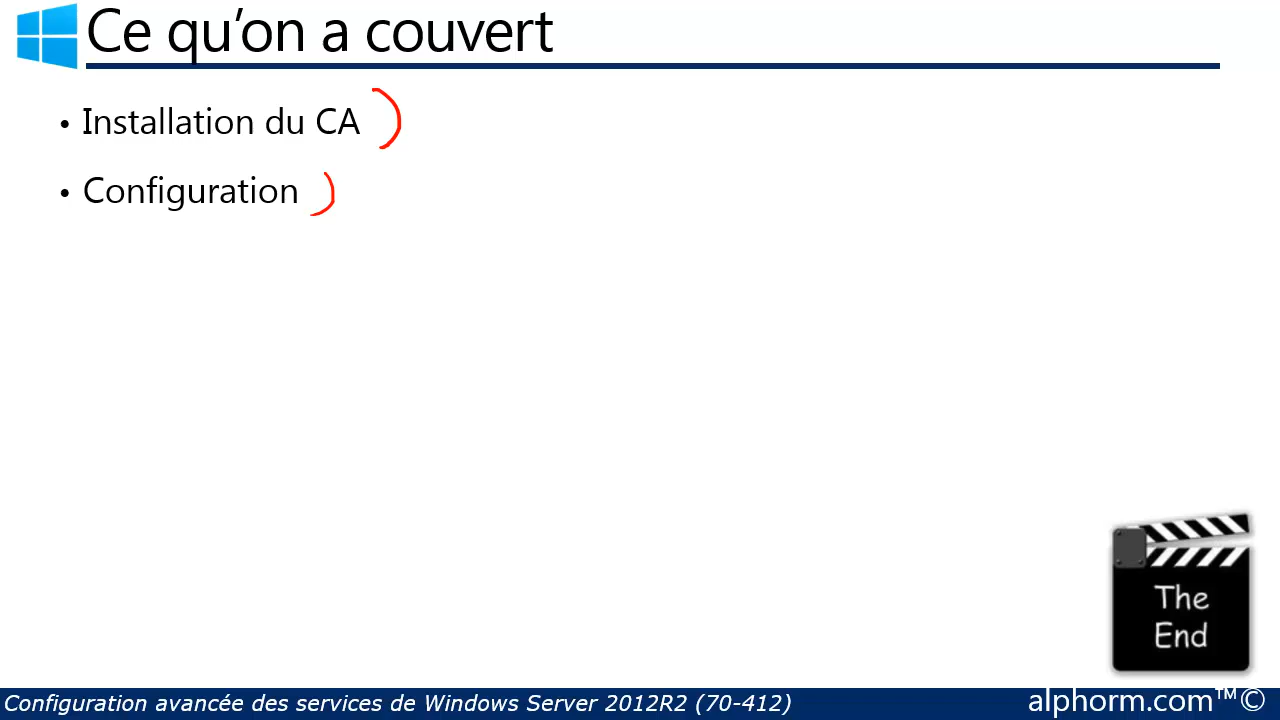 Ce qu'on a couvert
• Installation du CA
• Configuration
The
End
Configuration avancée des services de Windows Server 2012R2 (70-412)
alphorm.com™©